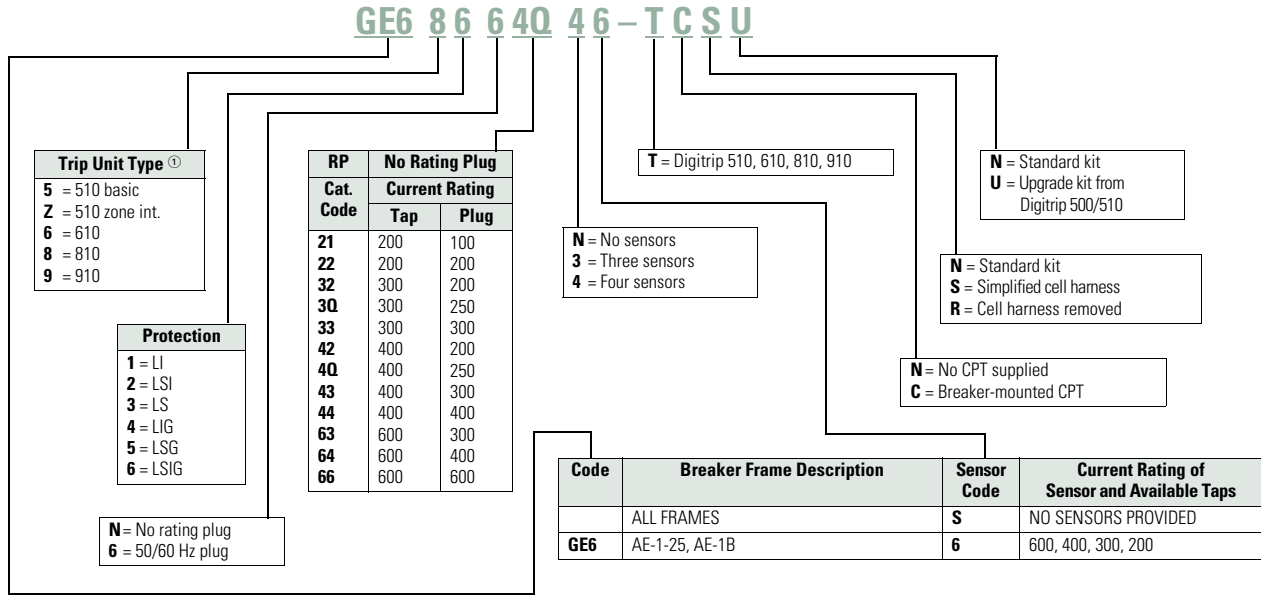 GE6 8 6 6 4Q 4 6 – T C S U
Trip Unit Type ①
5 = 510 basic
Z = 510 zone int.
6 = 610
8 = 810
9 = 910
Protection
1 = LI
2 = LSI
3 = LS
4 = LIG
5 = LSG
6 = LSIG
N = No rating plug
6 = 50/60 Hz plug
RP No Rating Plug
Cat. Code Current Rating
Tap Plug
21 200 100
22 200 200
32 300 200
3Q 300 250
33 300 300
42 400 200
4Q 400 250
43 400 300
44 400 400
63 600 300
64 600 400
66 600 600
N = No sensors
3 = Three sensors
4 = Four sensors
T = Digitrip 510, 610, 810, 910
N = Standard kit
U = Upgrade kit from
Digitrip 500/510
N = Standard kit
S = Simplified cell harness
R = Cell harness removed
N = No CPT supplied
C = Breaker-mounted CPT
Code Breaker Frame Description Sensor Code Current Rating of Sensor and Available Taps
ALL FRAMES S NO SENSORS PROVIDED
GE6 AE-1-25, AE-1B 6 600, 400, 300, 200